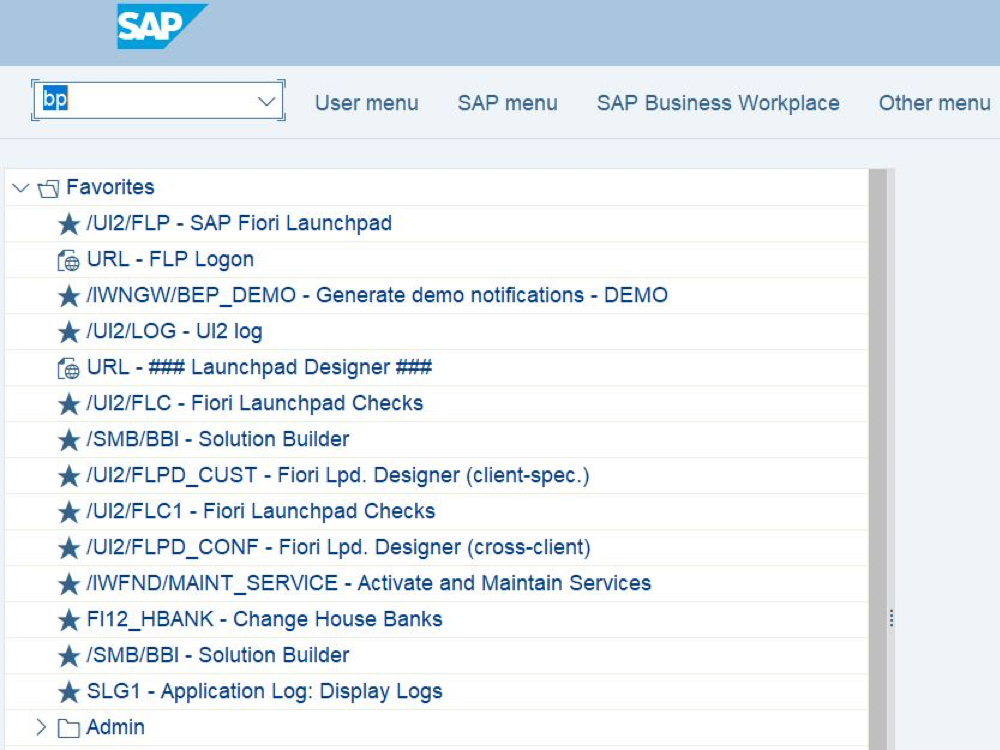 SAP
bp User menu SAP menu SAP Business Workplace Other menu
Favorites
/UI2/FLP - SAP Fiori Launchpad
URL - FLP Logon
/IWNGW/BEP_DEMO - Generate demo notifications - DEMO
/UI2/LOG - UI2 log
URL - ### Launchpad Designer ###
/UI2/FLC - Fiori Launchpad Checks
/SMB/BBI - Solution Builder
/UI2/FLPD_CUST - Fiori Lpd. Designer (client-spec.)
/UI2/FLC1 - Fiori Launchpad Checks
/UI2/FLPD_CONF - Fiori Lpd. Designer (cross-client)
/IWFND/MAINT_SERVICE - Activate and Maintain Services
FI12_HBANK - Change House Banks
/SMB/BBI - Solution Builder
SLG1 - Application Log: Display Logs
Admin